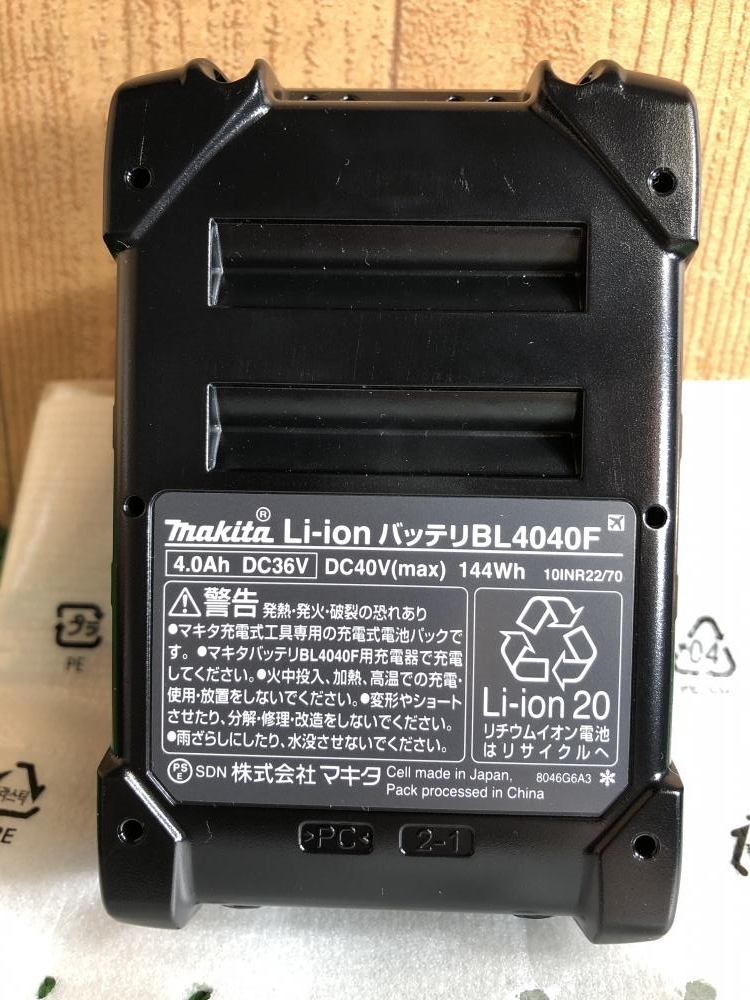 makita® Li-ion バッテリBL4040F
4.0Ah DC36V DC40V(max) 144Wh 10INR22/70
警告 発熱・発火・破裂の恐れあり
●マキタ充電式工具専用の充電式電池パックで
す。●マキタバッテリBL4040F用充電器で充電
してください。●火中投入、加熱、高温での充電・
使用・放置をしないでください。●変形やショート
させたり、分解・修理・改造をしないでください。
●雨ざらしにしたり、水没させないでください。
Li-ion 20
リチウムイオン電池
はリサイクルへ
PS
E SDN 株式会社マキタ Cell made in Japan,
Pack processed in China
8046G6A3
>PC<
2-1
プラ
PE
04
PE